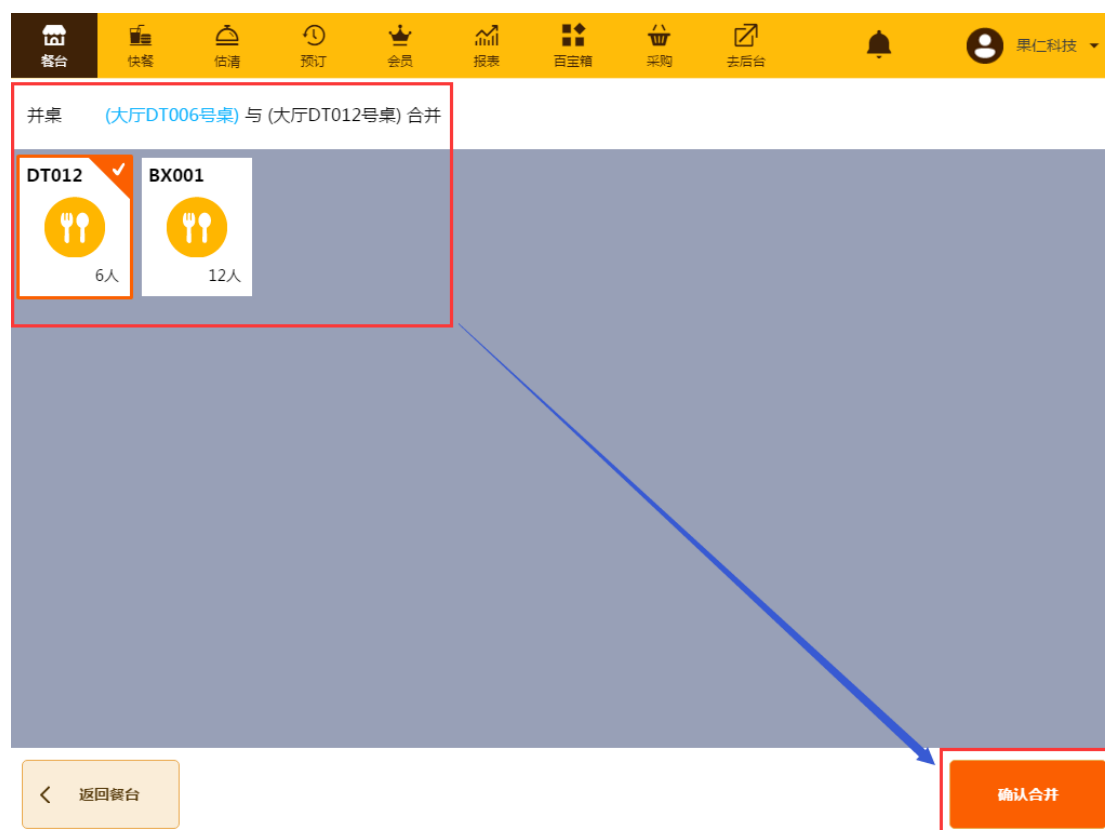 餐台 快餐 估清 预订 会员 报表 百宝箱 采购 去后台 果仁科技
并桌 (大厅DT006号桌) 与 (大厅DT012号桌) 合并
DT012 BX001
6人 12人
返回餐台 确认合并